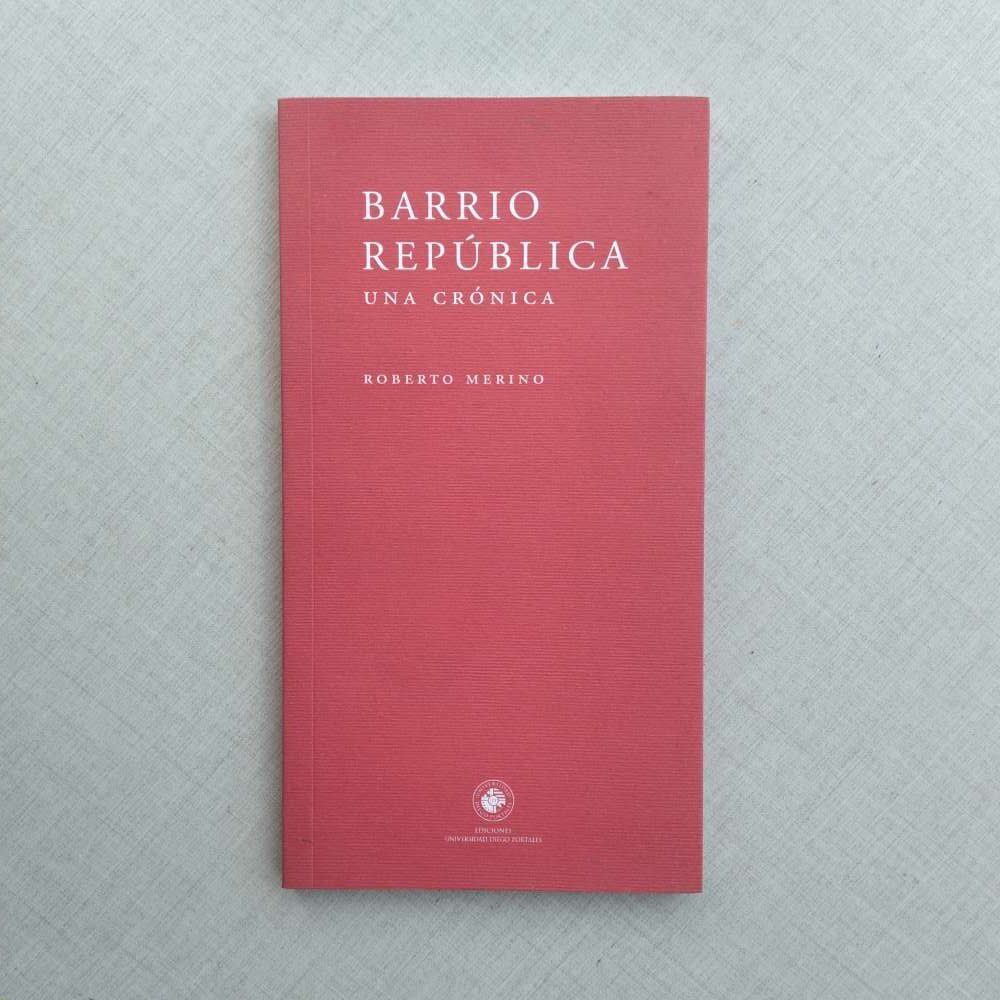 BARRIO
REPÚBLICA
UNA CRÓNICA
ROBERTO MERINO
EDICIONES
UNIVERSIDAD DIEGO PORTALES